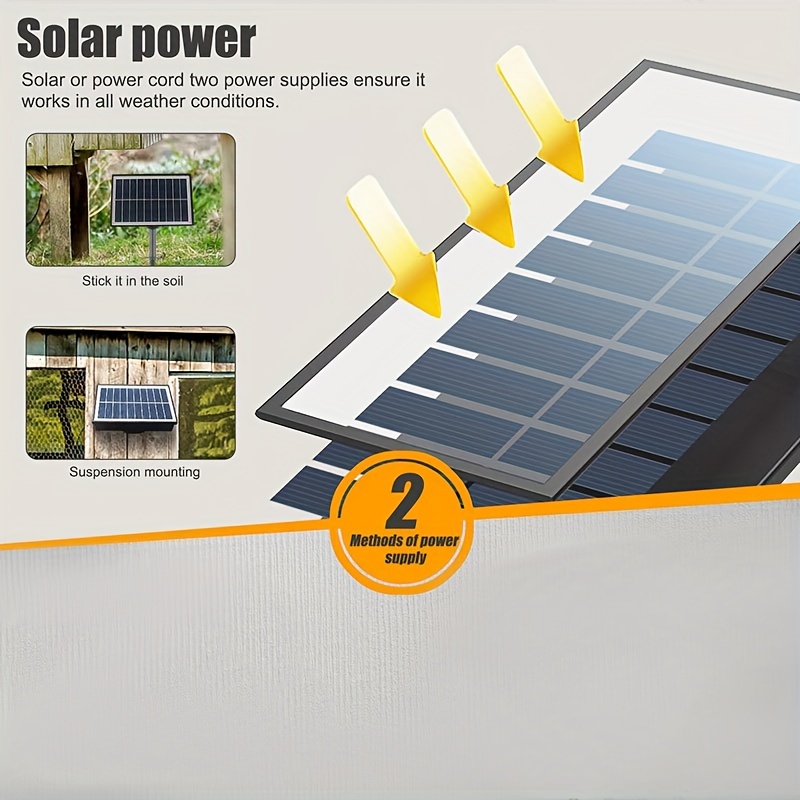 Solar power
Solar or power cord two power supplies ensure it
works in all weather conditions.
Stick it in the soil
Suspension mounting
2
Methods of power
supply